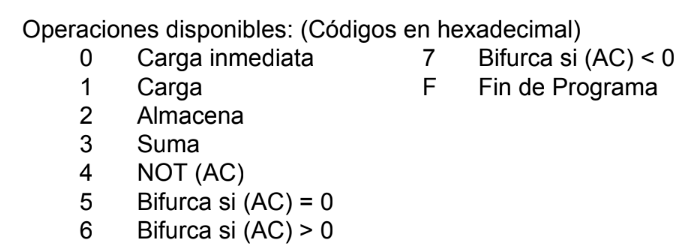 Operaciones disponibles: (Códigos en hexadecimal)
0 Carga inmediata 7 Bifurca si (AC) < 0
1 Carga F Fin de Programa
2 Almacena
3 Suma
4 NOT (AC)
5 Bifurca si (AC) = 0
6 Bifurca si (AC) > 0